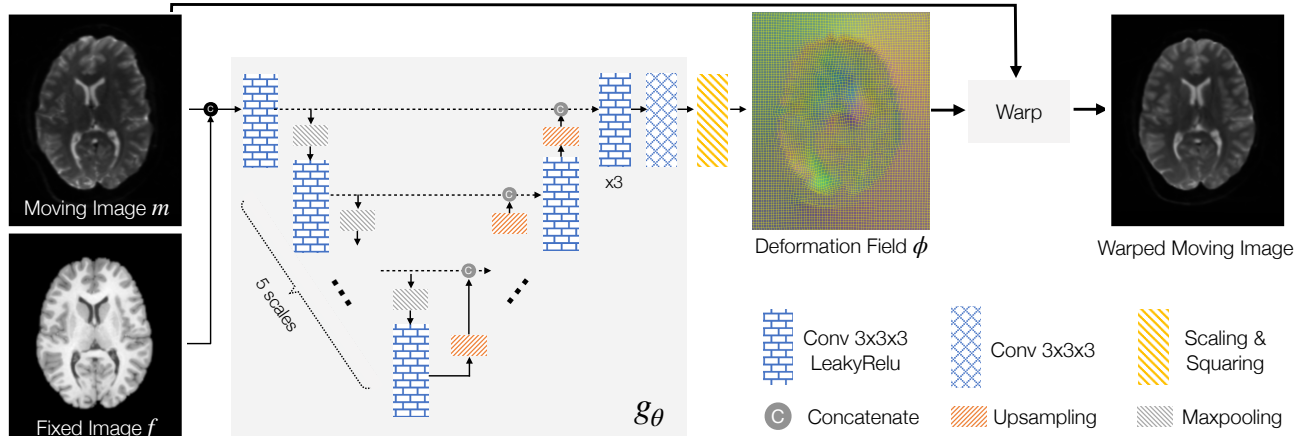 Moving Image m
Fixed Image f
C
C
C
C
x3
5 scales
gθ
Deformation Field ϕ
Warp
Warped Moving Image
Conv 3x3x3
LeakyRelu
Conv 3x3x3
Scaling &
Squaring
C
Concatenate
Upsampling
Maxpooling